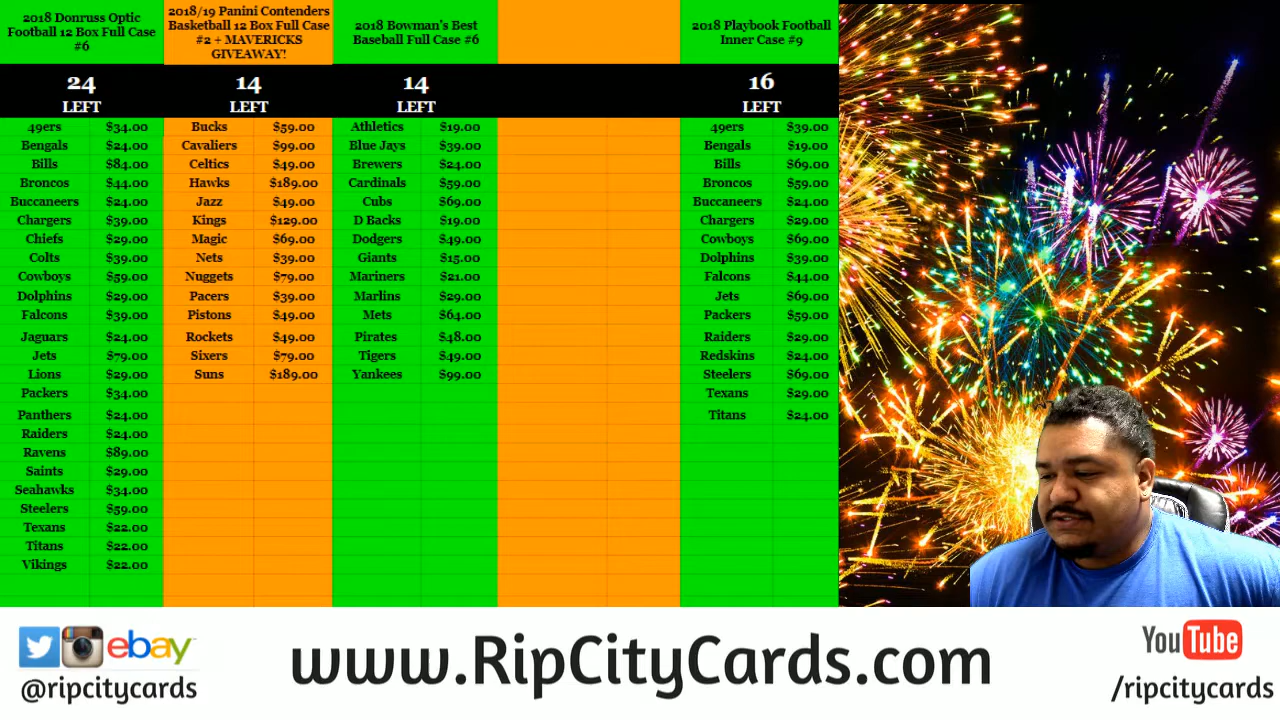 2018 Donruss Optic
Football 12 Box Full Case
#6
24
LEFT
49ers $34.00
Bengals $24.00
Bills $84.00
Broncos $44.00
Buccaneers $24.00
Chargers $39.00
Chiefs $29.00
Colts $39.00
Cowboys $59.00
Dolphins $29.00
Falcons $39.00
Jaguars $24.00
Jets $79.00
Lions $29.00
Packers $34.00
Panthers $24.00
Raiders $24.00
Ravens $89.00
Saints $29.00
Seahawks $34.00
Steelers $59.00
Texans $22.00
Titans $22.00
Vikings $22.00
2018/19 Panini Contenders
Basketball 12 Box Full Case
#2 + MAVERICKS
GIVEAWAY!
14
LEFT
Bucks $59.00
Cavaliers $99.00
Celtics $49.00
Hawks $189.00
Jazz $49.00
Kings $129.00
Magic $69.00
Nets $39.00
Nuggets $79.00
Pacers $39.00
Pistons $49.00
Rockets $49.00
Sixers $79.00
Suns $189.00
2018 Bowman's Best
Baseball Full Case #6
14
LEFT
Athletics $19.00
Blue Jays $39.00
Brewers $24.00
Cardinals $59.00
Cubs $69.00
D Backs $19.00
Dodgers $49.00
Giants $15.00
Mariners $21.00
Marlins $29.00
Mets $64.00
Pirates $48.00
Tigers $49.00
Yankees $99.00
2018 Playbook Football
Inner Case #9
16
LEFT
49ers $39.00
Bengals $19.00
Bills $69.00
Broncos $59.00
Buccaneers $24.00
Chargers $29.00
Cowboys $69.00
Dolphins $39.00
Falcons $44.00
Jets $69.00
Packers $59.00
Raiders $29.00
Redskins $24.00
Steelers $69.00
Texans $29.00
Titans $24.00
ebay
@ripcitycards
www.RipCityCards.com
YouTube
/ripcitycards